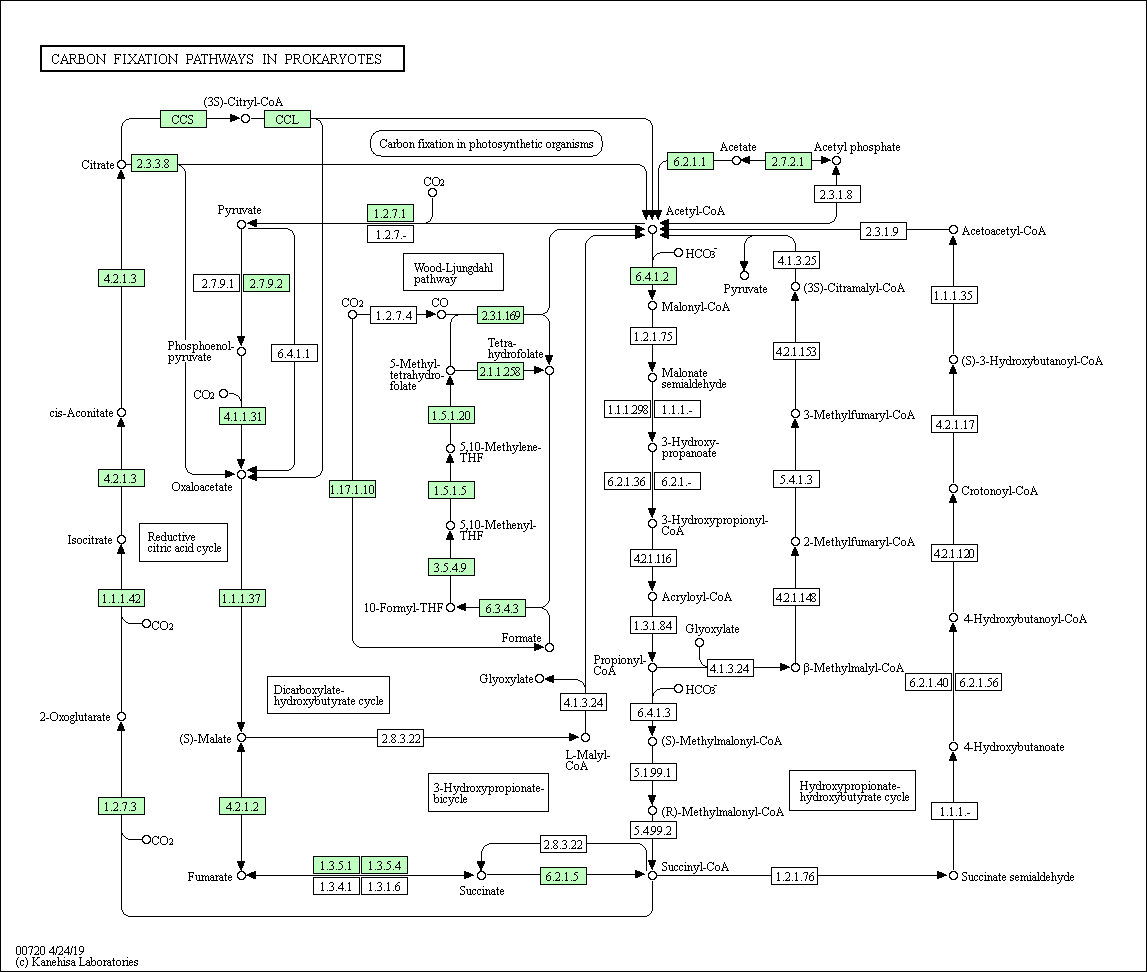 CARBON FIXATION PATHWAYS IN PROKARYOTES
(3S)-Citryl-CoA
CCS
CCL
Carbon fixation in photosynthetic organisms
Citrate
2.3.3.8
6.2.1.1
Acetate
2.7.2.1
Acetyl phosphate
2.3.1.8
CO2
Pyruvate
1.2.7.1
1.2.7.-
Acetyl-CoA
2.3.1.9
Acetoacetyl-CoA
HCO3-
4.1.3.25
Wood-Ljungdahl
pathway
4.2.1.3
2.7.9.1
2.7.9.2
6.4.1.2
Pyruvate
(3S)-Citramalyl-CoA
1.1.1.35
CO2
1.2.7.4
CO
2.3.1.169
Malonyl-CoA
1.2.1.75
Phosphoenol-
pyruvate
6.4.1.1
Tetra-
hydrofolate
4.2.1.153
(S)-3-Hydroxybutanoyl-CoA
5-Methyl-
tetrahydro-
folate
2.1.1.258
Malonate
semialdehyde
CO2
4.1.1.31
cis-Aconitate
1.5.1.20
1.1.1.298
1.1.1.-
3-Methylfumaryl-CoA
4.2.1.17
5,10-Methylene-
THF
3-Hydroxy-
propanoate
4.2.1.3
Oxaloacetate
1.17.1.10
1.5.1.5
6.2.1.36
6.2.1.-
5.4.1.3
Crotonoyl-CoA
5,10-Methenyl-
THF
3-Hydroxypropionyl-
CoA
Isocitrate
Reductive
citric acid cycle
2-Methylfumaryl-CoA
3.5.4.9
4.2.1.116
4.2.1.120
1.1.1.42
1.1.1.37
10-Formyl-THF
6.3.4.3
Acryloyl-CoA
4.2.1.148
CO2
1.3.1.84
Glyoxylate
4-Hydroxybutanoyl-CoA
Formate
Propionyl-
CoA
4.1.3.24
β-Methylmalyl-CoA
Glyoxylate
6.2.1.40
6.2.1.56
Dicarboxylate-
hydroxybutyrate cycle
4.1.3.24
HCO3-
2-Oxoglutarate
6.4.1.3
(S)-Malate
2.8.3.22
L-Malyl-
CoA
(S)-Methylmalonyl-CoA
4-Hydroxybutanoate
5.1.99.1
3-Hydroxypropionate-
bicycle
Hydroxypropionate-
hydroxybutyrate cycle
1.2.7.3
4.2.1.2
(R)-Methylmalonyl-CoA
1.1.1.-
CO2
2.8.3.22
5.4.99.2
Fumarate
1.3.5.1
1.3.5.4
1.3.4.1
1.3.1.6
Succinate
6.2.1.5
Succinyl-CoA
1.2.1.76
Succinate semialdehyde
00720 4/24/19
(c) Kanehisa Laboratories